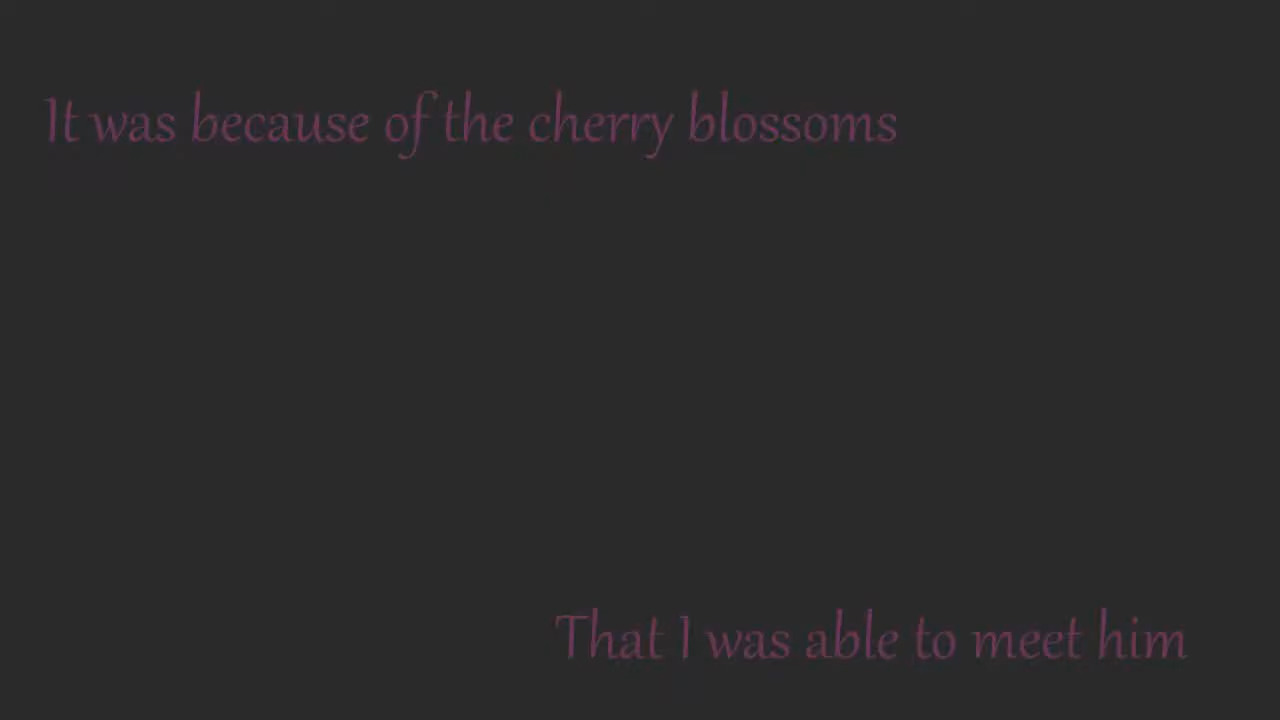 It was because of the cherry blossoms
That I was able to meet him